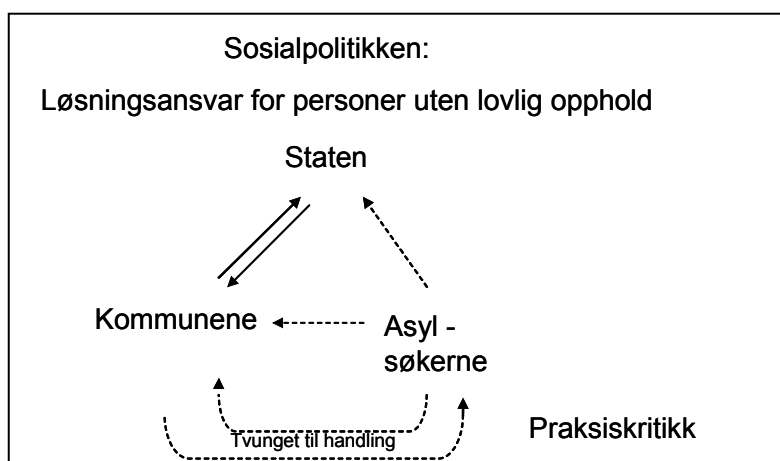 Sosialpolitikken:
Løsningsansvar for personer uten lovlig opphold
Staten
Kommunene
Asyl -
søkerne
Tvunget til handling
Praksiskritikk